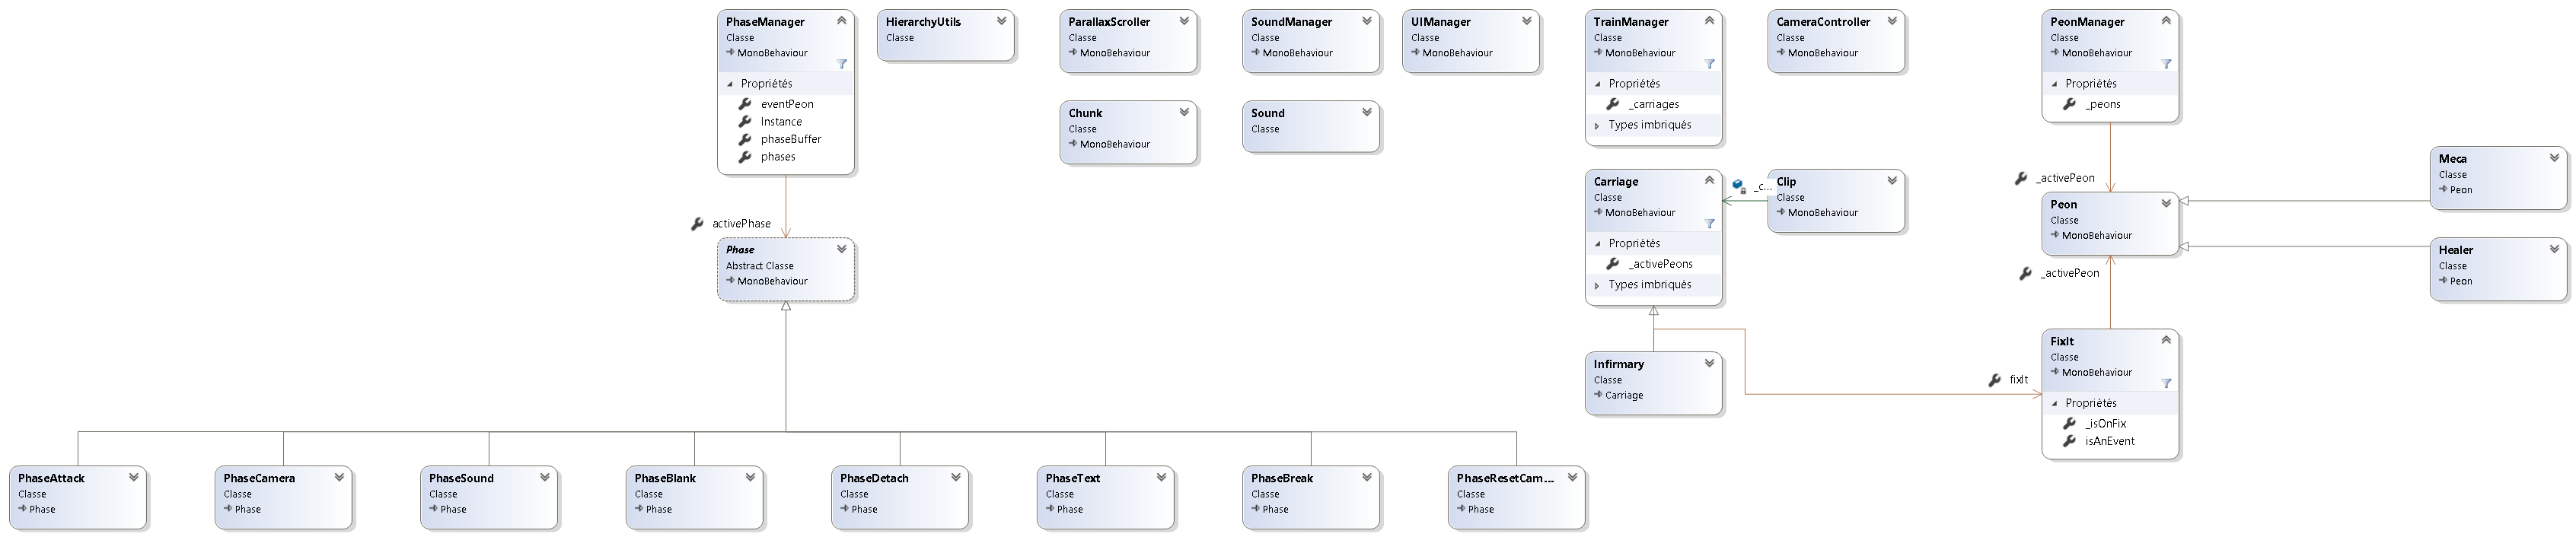 PhaseManager
Classe
MonoBehaviour
Propriétés
eventPeon
Instance
phaseBuffer
phases
HierarchyUtils
Classe
ParallaxScroller
Classe
MonoBehaviour
SoundManager
Classe
MonoBehaviour
UIManager
Classe
MonoBehaviour
TrainManager
Classe
MonoBehaviour
Propriétés
_carriages
Types imbriqués
CameraController
Classe
MonoBehaviour
PeonManager
Classe
MonoBehaviour
Propriétés
_peons
Chunk
Classe
MonoBehaviour
Sound
Classe
Carriage
Classe
MonoBehaviour
Propriétés
_activePeons
Types imbriqués
_c...
Clip
Classe
MonoBehaviour
_activePeon
Peon
Classe
MonoBehaviour
Meca
Classe
Peon
Healer
Classe
Peon
activePhase
Phase
Abstract Classe
MonoBehaviour
_activePeon
Infirmary
Classe
Carriage
fixIt
FixIt
Classe
MonoBehaviour
Propriétés
_isOnFix
isAnEvent
PhaseAttack
Classe
Phase
PhaseCamera
Classe
Phase
PhaseSound
Classe
Phase
PhaseBlank
Classe
Phase
PhaseDetach
Classe
Phase
PhaseText
Classe
Phase
PhaseBreak
Classe
Phase
PhaseResetCam...
Classe
Phase